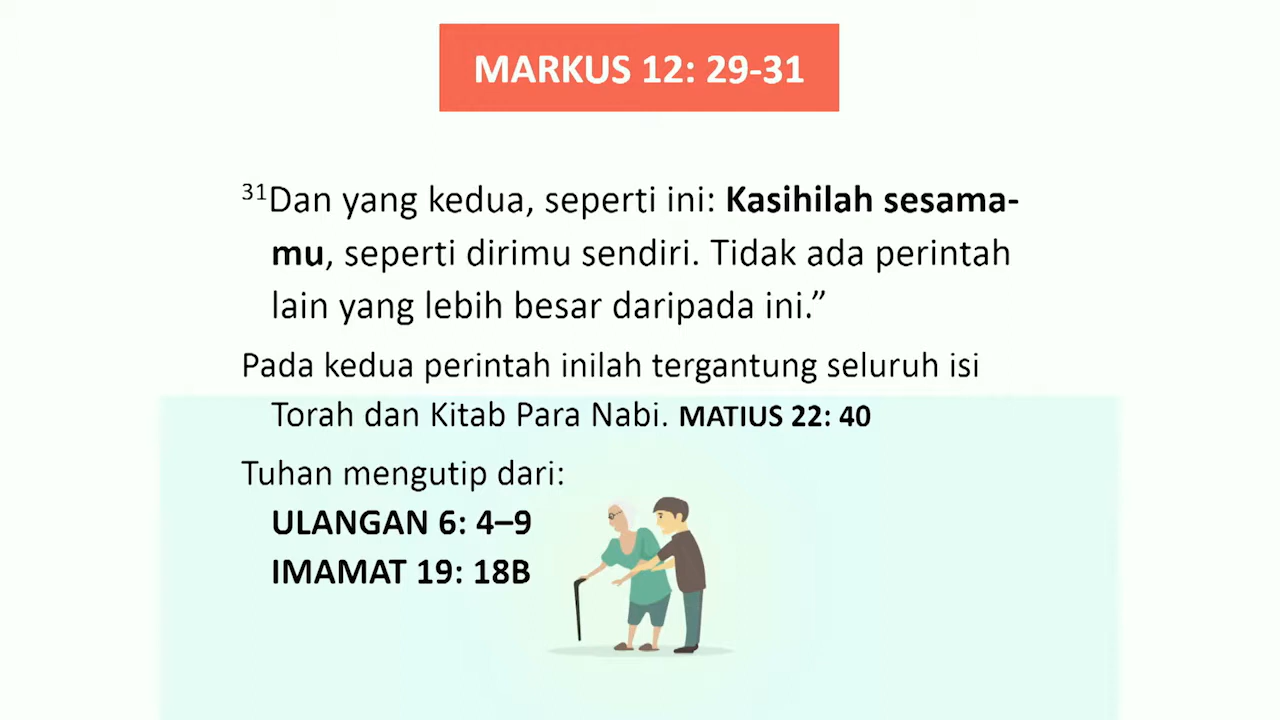 MARKUS 12: 29-31
³¹Dan yang kedua, seperti ini: Kasihilah sesama-
mu, seperti dirimu sendiri. Tidak ada perintah
lain yang lebih besar daripada ini.”
Pada kedua perintah inilah tergantung seluruh isi
Torah dan Kitab Para Nabi. MATIUS 22: 40
Tuhan mengutip dari:
ULANGAN 6: 4–9
IMAMAT 19: 18B